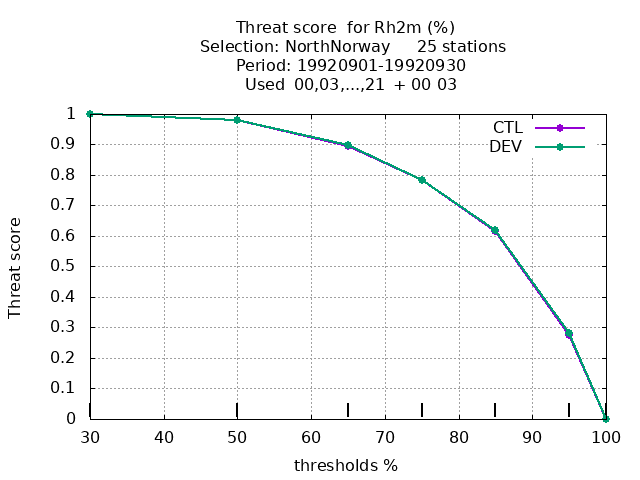 Threat score  for Rh2m (%)
Selection: NorthNorway     25 stations
Period: 19920901-19920930
Used  00,03,...,21  + 00 03
CTL
DEV
1
0.9
0.8
0.7
0.6
0.5
0.4
0.3
0.2
0.1
0
Threat score
30 40 50 60 70 80 90 100
thresholds %